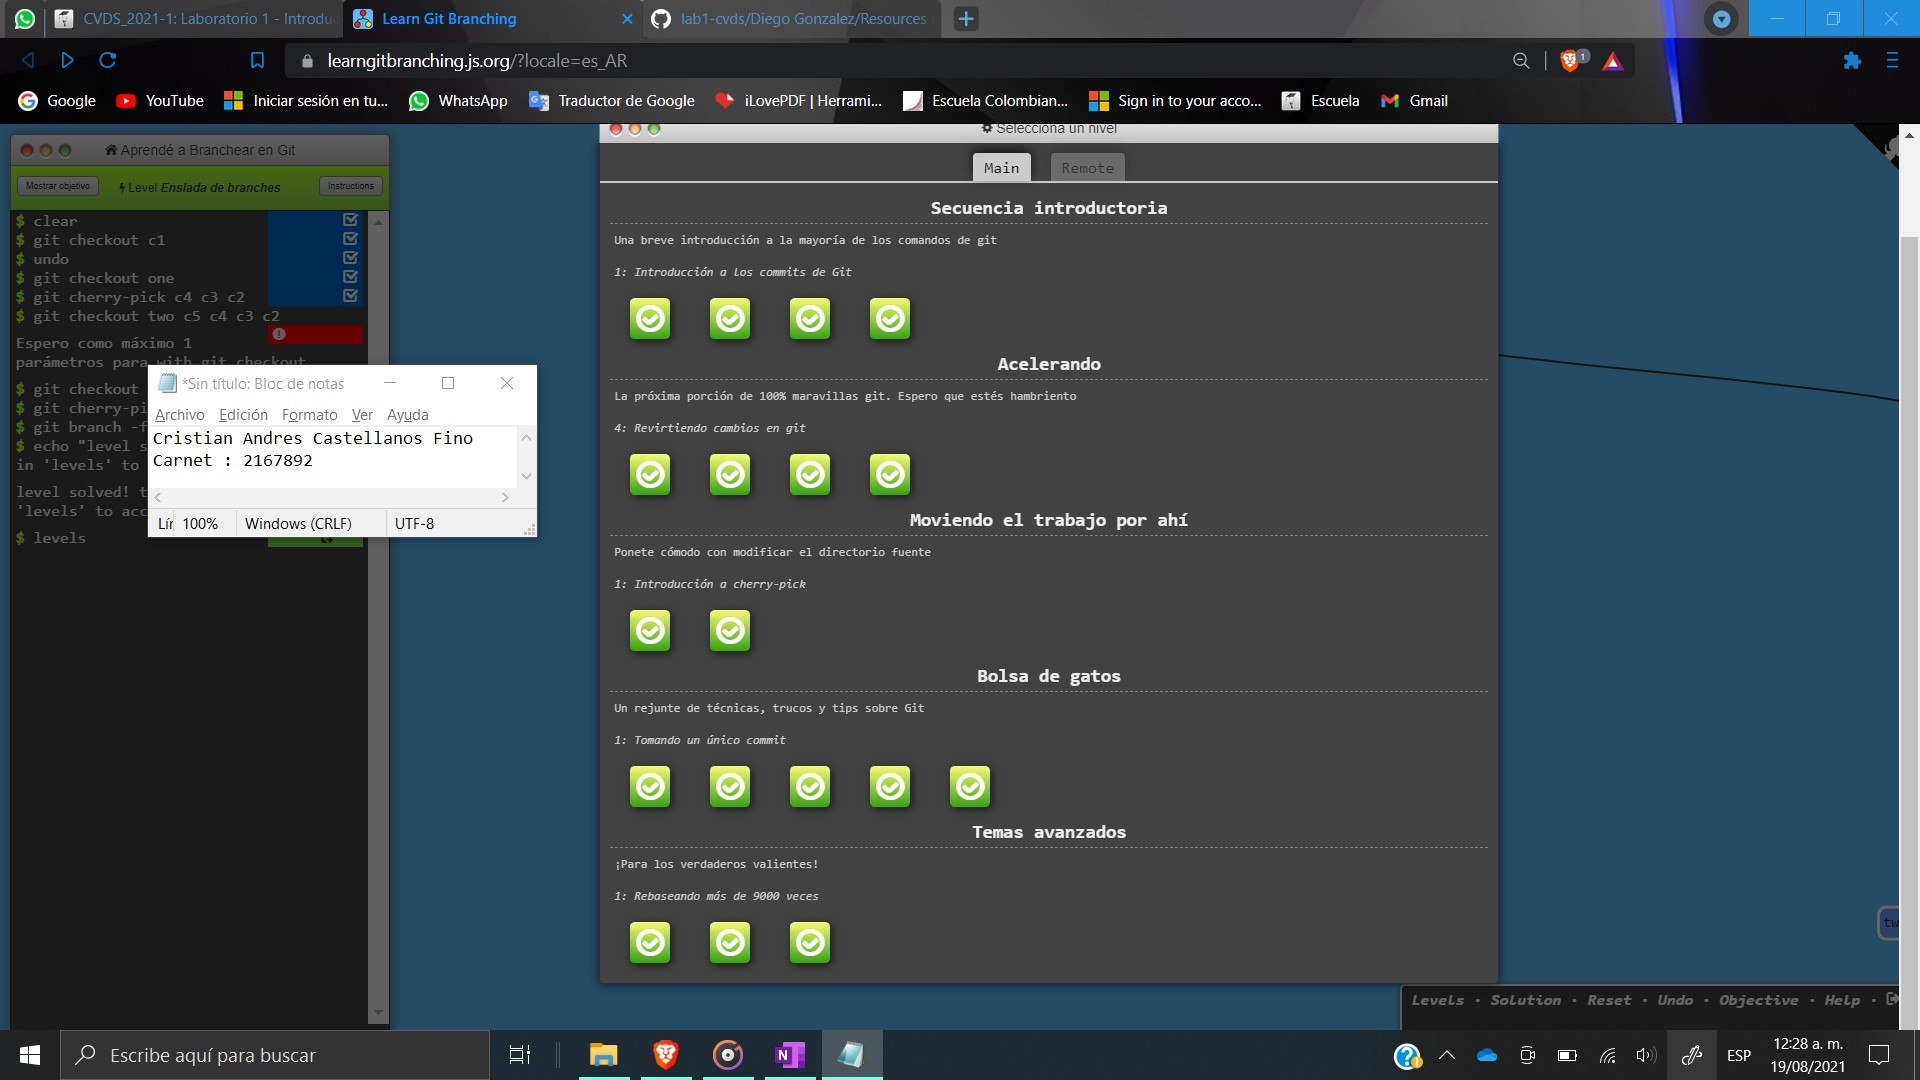 CVDS_2021-1: Laboratorio 1 - Introdu
Learn Git Branching
lab1-cvds/Diego Gonzalez/Resources
learngitbranching.js.org/?locale=es_AR
1
Google
YouTube
Iniciar sesión en tu...
WhatsApp
Traductor de Google
iLovePDF | Herrami...
Escuela Colombian...
Sign in to your acco...
Escuela
Gmail
Aprendé a Branchear en Git
Mostrar objetivo
Level Enslada de branches
Instructions
$ clear
$ git checkout c1
$ undo
$ git checkout one
$ git cherry-pick c4 c3 c2
$ git checkout two c5 c4 c3 c2
Espero como máximo 1
parámetros para with git checkout
$ git checkout
$ git cherry-pi
$ git branch -f
$ echo "level s
in 'levels' to
level solved! t
'levels' to acc
$ levels
*Sin título: Bloc de notas
Archivo Edición Formato Ver Ayuda
Cristian Andres Castellanos Fino
Carnet : 2167892
Lír 100% Windows (CRLF) UTF-8
Selecciona un nivel
Main Remote
Secuencia introductoria
Una breve introducción a la mayoría de los comandos de git
1: Introducción a los commits de Git
Acelerando
La próxima porción de 100% maravillas git. Espero que estés hambriento
4: Revirtiendo cambios en git
Moviendo el trabajo por ahí
Ponete cómodo con modificar el directorio fuente
1: Introducción a cherry-pick
Bolsa de gatos
Un rejunte de técnicas, trucos y tips sobre Git
1: Tomando un único commit
Temas avanzados
¡Para los verdaderos valientes!
1: Rebaseando más de 9000 veces
tw
Levels · Solution · Reset · Undo · Objective · Help ·
Escribe aquí para buscar
N
ESP
12:28 a. m.
19/08/2021